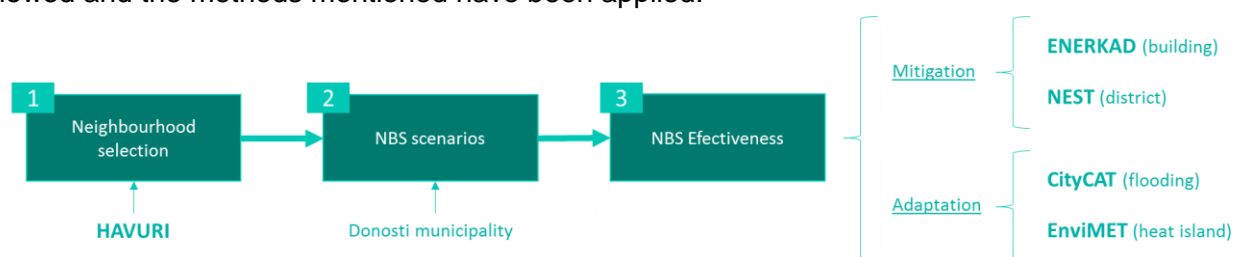 lowed and the methods mentioned have been applied.
1
Neighbourhood
selection
HAVURI
2
NBS scenarios
Donosti municipality
3
NBS Efectiveness
Mitigation
ENERKAD (building)
NEST (district)
Adaptation
CityCAT (flooding)
EnviMET (heat island)